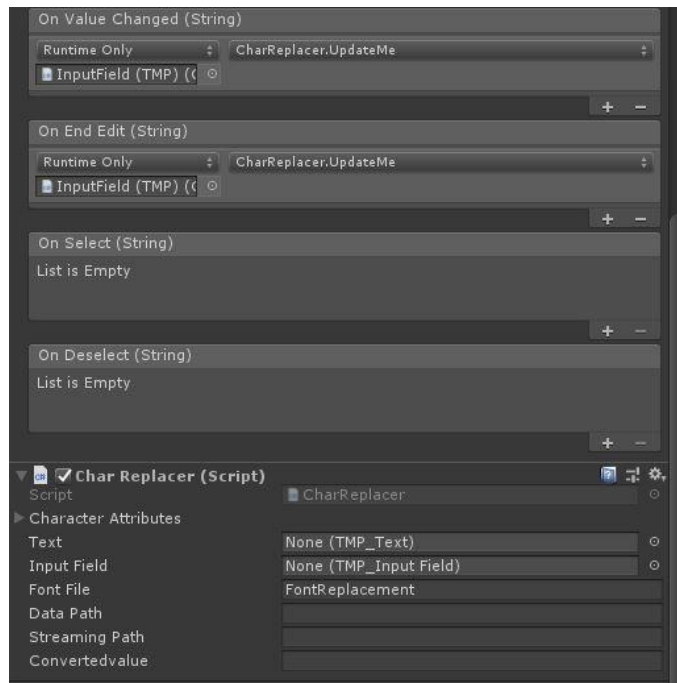 On Value Changed (String)
Runtime Only CharReplacer.UpdateMe
InputField (TMP) (
+ −
On End Edit (String)
Runtime Only CharReplacer.UpdateMe
InputField (TMP) (
+ −
On Select (String)
List is Empty
+ −
On Deselect (String)
List is Empty
+ −
Char Replacer (Script)
Script CharReplacer
Character Attributes
Text None (TMP_Text)
Input Field None (TMP_Input Field)
Font File FontReplacement
Data Path
Streaming Path
Convertedvalue